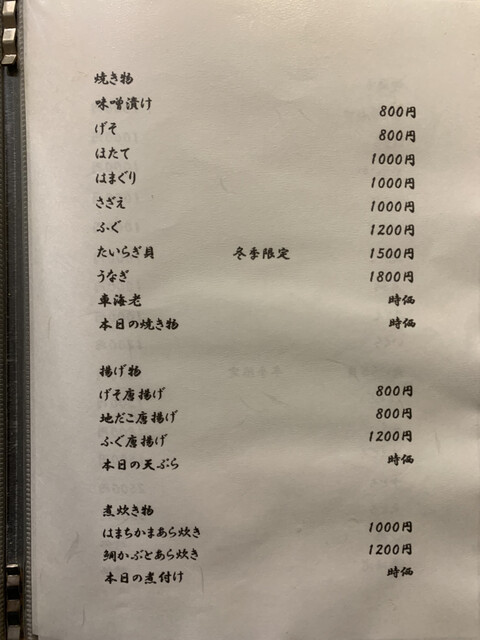 焼き物
味噌漬け 800円
げそ 800円
ほたて 1000円
はまぐり 1000円
さざえ 1000円
ふぐ 1200円
たいらぎ貝 冬季限定 1500円
うなぎ 1800円
車海老 時価
本日の焼き物 時価
揚げ物
げそ唐揚げ 800円
地だこ唐揚げ 800円
ふぐ唐揚げ 1200円
本日の天ぷら 時価
煮炊き物
はまちかまあら炊き 1000円
鯛かぶとあら炊き 1200円
本日の煮付け 時価